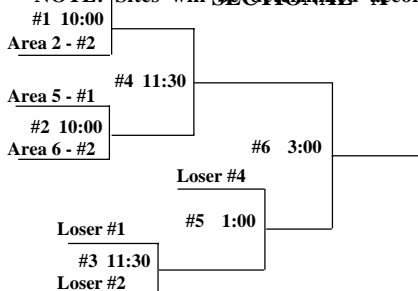 #1 10:00
Area 2 - #2
#4 11:30
Area 5 - #1
#2 10:00
Area 6 - #2
#6 3:00
Loser #4
#5 1:00
Loser #1
#3 11:30
Loser #2